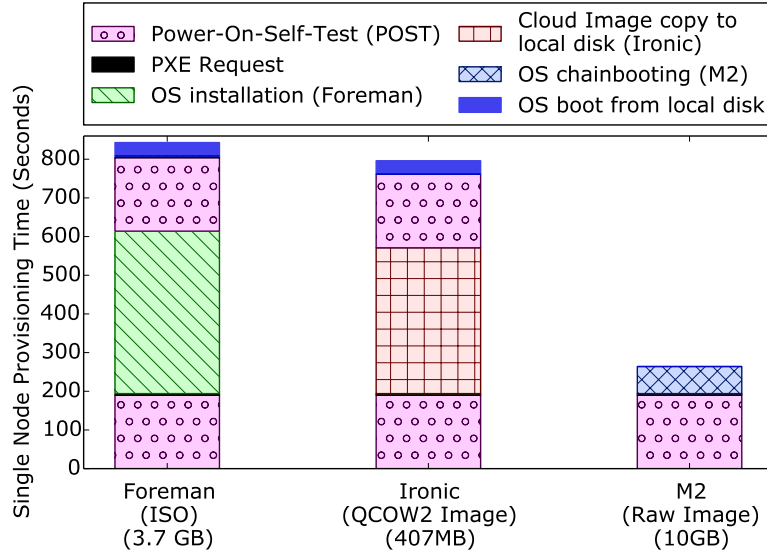 Power-On-Self-Test (POST)
PXE Request
OS installation (Foreman)
Cloud Image copy to
local disk (Ironic)
OS chainbooting (M2)
OS boot from local disk
Single Node Provisioning Time (Seconds)
800
700
600
500
400
300
200
100
0
Foreman
(ISO)
(3.7 GB)
Ironic
(QCOW2 Image)
(407MB)
M2
(Raw Image)
(10GB)